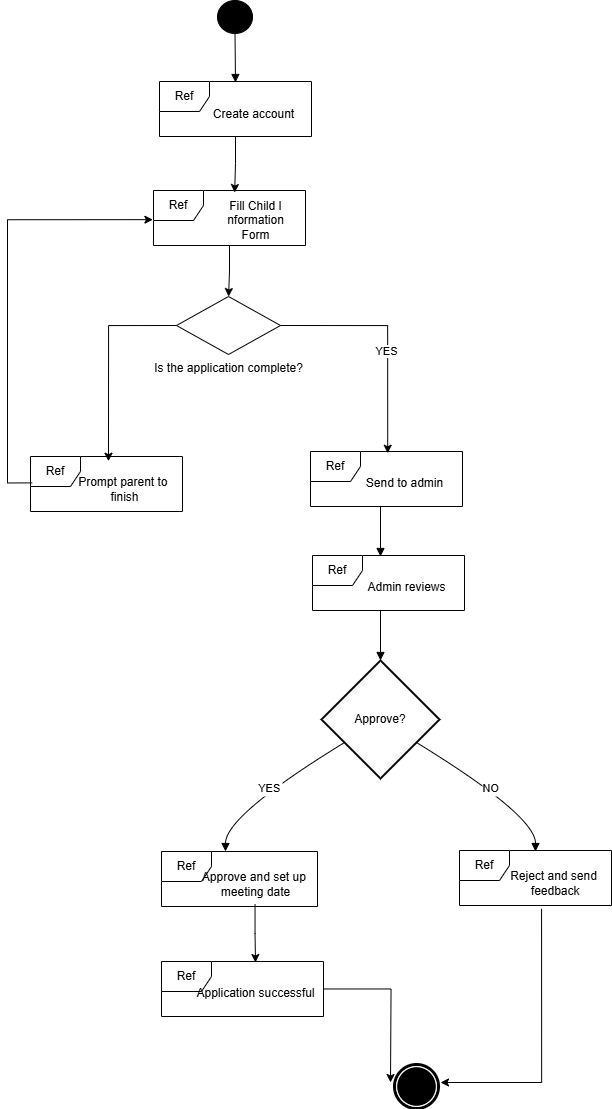 Ref
Create account
Ref
Fill Child I
nformation
Form
Is the application complete?
YES
Ref
Prompt parent to
finish
Ref
Send to admin
Ref
Admin reviews
Approve?
YES
NO
Ref
Approve and set up
meeting date
Ref
Reject and send
feedback
Ref
Application successful